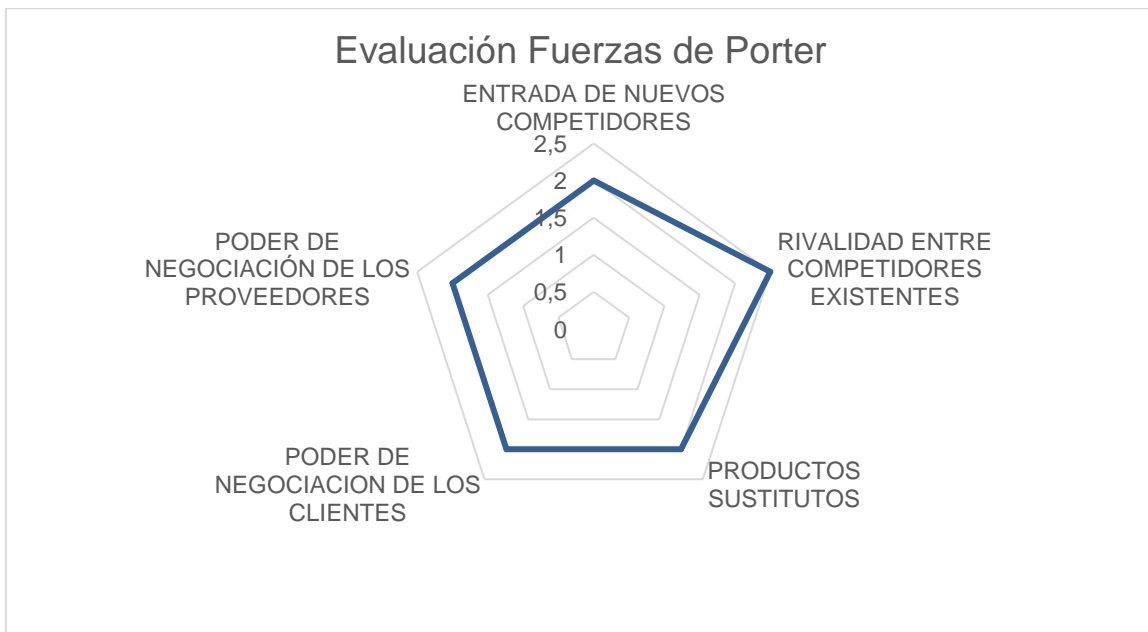 Evaluación Fuerzas de Porter
ENTRADA DE NUEVOS
COMPETIDORES
2,5
2
1,5
1
0,5
0
RIVALIDAD ENTRE
COMPETIDORES
EXISTENTES
PRODUCTOS
SUSTITUTOS
PODER DE
NEGOCIACION DE LOS
CLIENTES
PODER DE
NEGOCIACIÓN DE LOS
PROVEEDORES